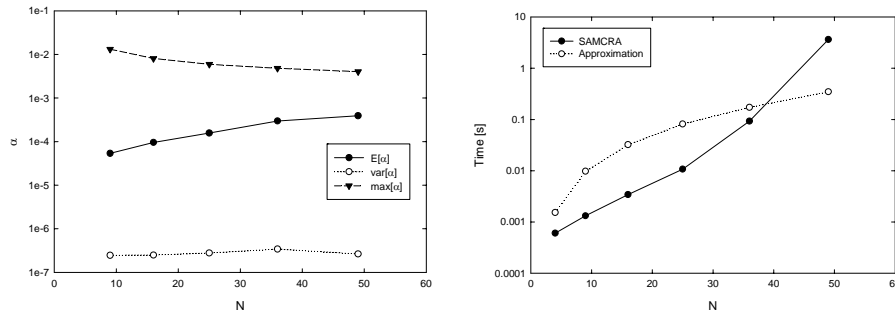 1e-1
1e-2
1e-3
1e-4
1e-5
1e-6
1e-7
α
0 10 20 30 40 50 60
N
E[α]
var[α]
max[α]
10
1
0.1
0.01
0.001
0.0001
Time [s]
0 10 20 30 40 50 60
N
SAMCRA
Approximation